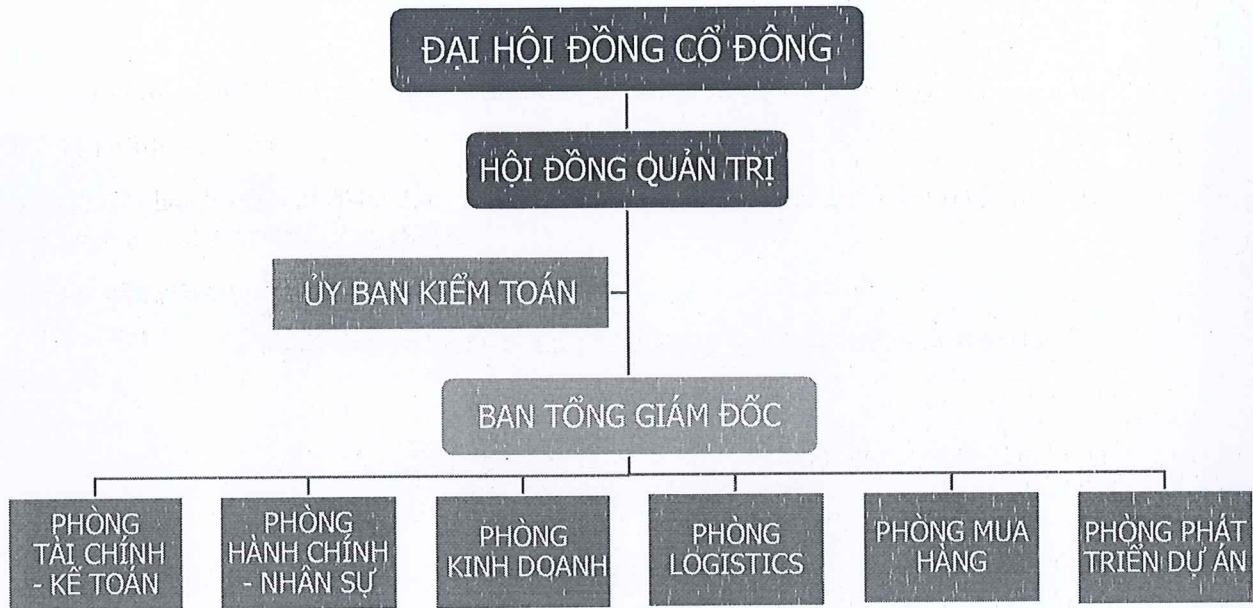 ĐẠI HỘI ĐỒNG CỔ ĐÔNG
HỘI ĐỒNG QUẢN TRỊ
ỦY BAN KIỂM TOÁN
BAN TỔNG GIÁM ĐỐC
PHÒNG
TÀI CHÍNH
- KẾ TOÁN
PHÒNG
HÀNH CHÍNH
- NHÂN SỰ
PHÒNG
KINH DOANH
PHÒNG
LOGISTICS
PHÒNG MUA
HÀNG
PHÒNG PHÁT
TRIỂN DỰ ÁN